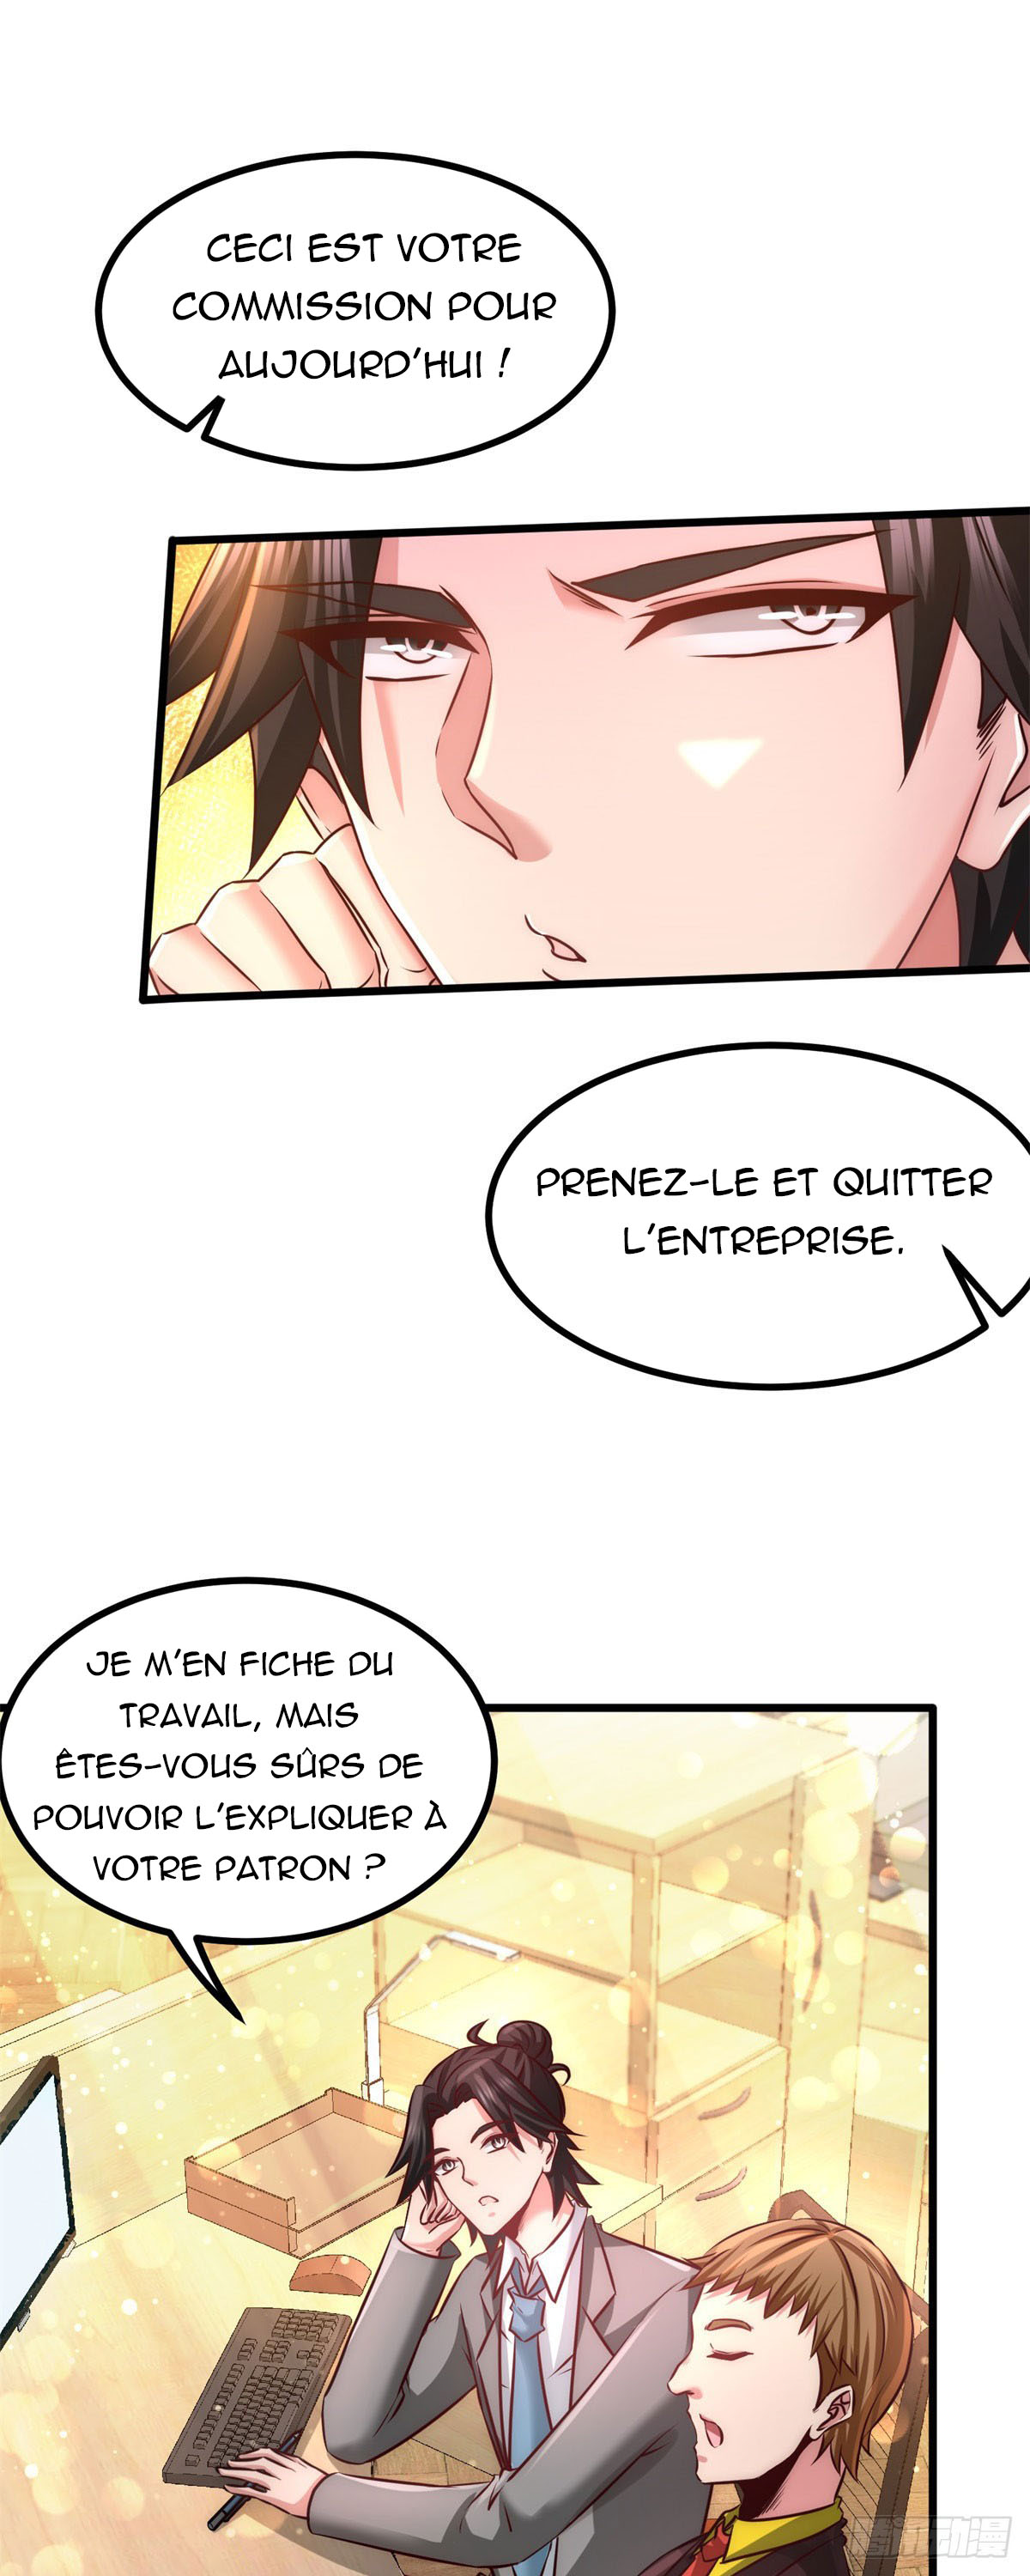 CECI EST VOTRE
COMMISSION POUR
AUJOURD'HUI !
PRENEZ-LE ET QUITTER
L'ENTREPRISE.
JE M'EN FICHE DU
TRAVAIL, MAIS
ÊTES-VOUS SÛRS DE
POUVOIR L'EXPLIQUER À
VOTRE PATRON ?